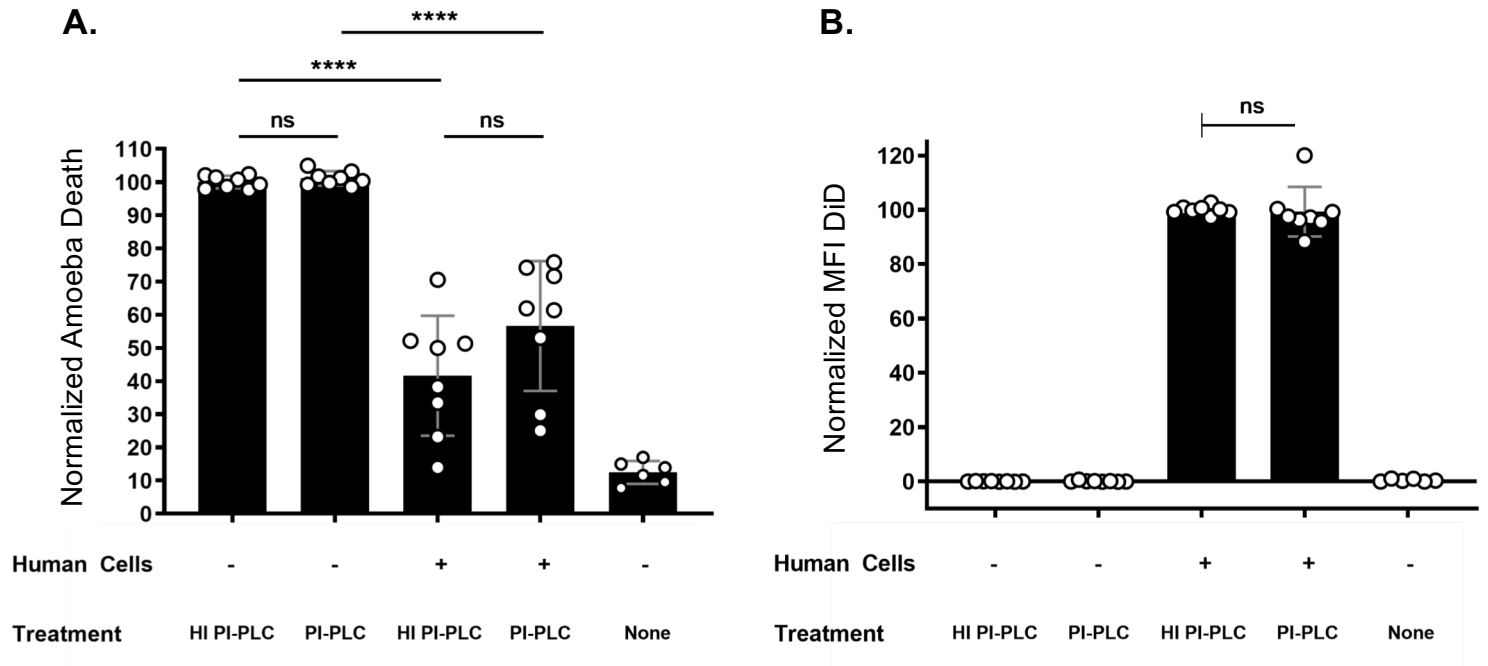 A.
****
****
ns
ns
Normalized Amoeba Death
110
100
90
80
70
60
50
40
30
20
10
0
Human Cells - - + + -
Treatment HI PI-PLC PI-PLC HI PI-PLC PI-PLC None
B.
ns
Normalized MFI DiD
120
100
80
60
40
20
0
Human Cells - - + + -
Treatment HI PI-PLC PI-PLC HI PI-PLC PI-PLC None